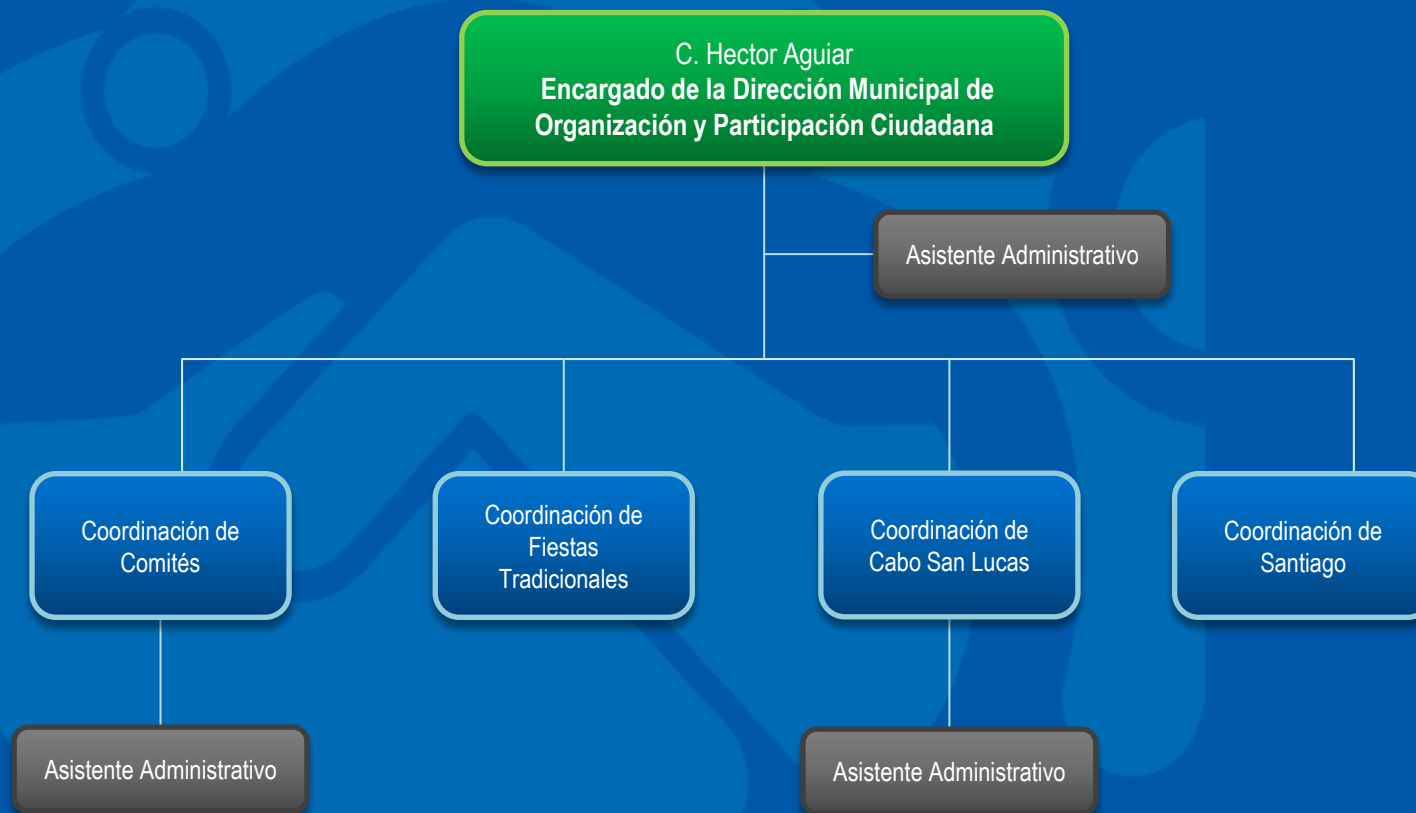 C. Hector Aguiar
Encargado de la Dirección Municipal de
Organización y Participación Ciudadana
Asistente Administrativo
Coordinación de
Comités
Coordinación de
Fiestas
Tradicionales
Coordinación de
Cabo San Lucas
Coordinación de
Santiago
Asistente Administrativo
Asistente Administrativo